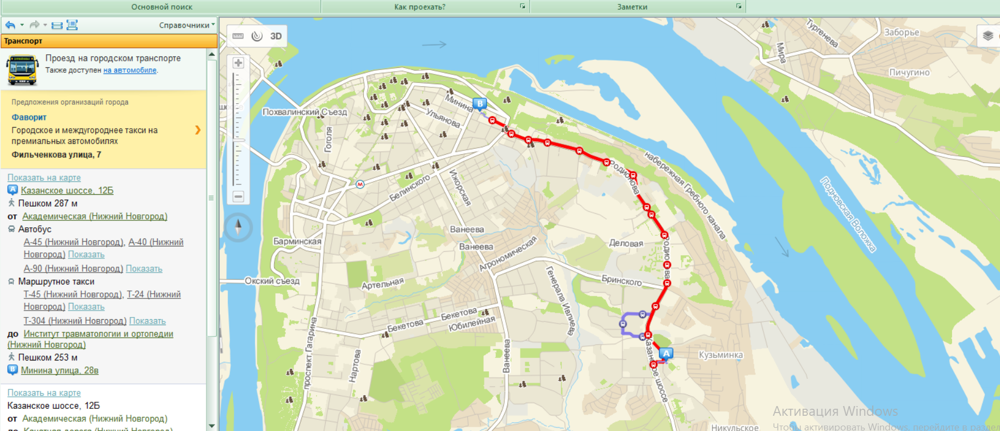 Основной поиск
Как проехать?
Заметки
Справочники
Транспорт
Проезд на городском транспорте
Также доступен на автомобиле.
Предложения организаций города
Фаворит
Городское и междугороднее такси на
премиальных автомобилях
Фильченкова улица, 7
Показать на карте
A Казанское шоссе, 12Б
Пешком 287 м
от Академическая (Нижний Новгород)
Автобус
А-45 (Нижний Новгород), А-40 (Нижний
Новгород) Показать
А-90 (Нижний Новгород) Показать
Маршрутное такси
Т-45 (Нижний Новгород), Т-24 (Нижний
Новгород) Показать
Т-304 (Нижний Новгород) Показать
до Институт травматологии и ортопедии
(Нижний Новгород)
Пешком 253 м
B Минина улица, 28в
Показать на карте
Казанское шоссе, 12Б
от Академическая (Нижний Новгород)
до Канатная дорога (Нижний Новгород)
3D
Тургенева
Заборье
Мира
Пичугино
Минина
B
Похвалинский Съезд
Ульянова
Гоголя
набережная Гребного канала
Родионова
М
Белинского
Ижорская
Подновская Воложка
Ванеева
Ванеева
Барминская
Деловая
Агрономическая
Родионова
Окский съезд
Артельная
Генерала Ивлиева
Бринского
Бекетова
Бекетова
Юбилейная
проспект Гагарина
Нартова
Ванеева
Казанское шоссе
A
Кузьминка
Никульское
Активация Windows
Чтобы активировать Windows, перейдите в раздел